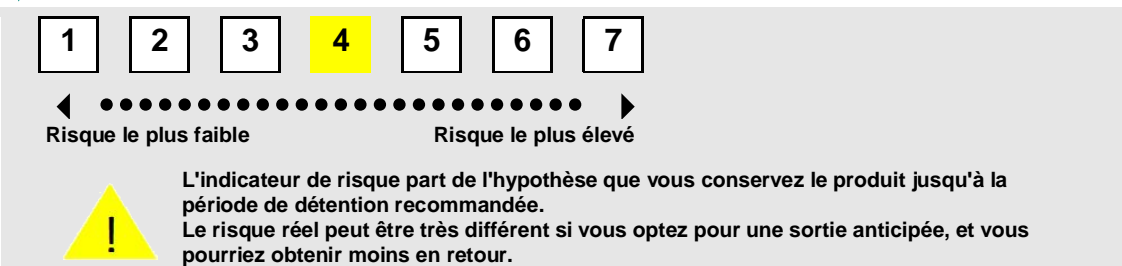 1 2 3 4 5 6 7
Risque le plus faible Risque le plus élevé
L'indicateur de risque part de l'hypothèse que vous conservez le produit jusqu'à la
période de détention recommandée.
Le risque réel peut être très différent si vous optez pour une sortie anticipée, et vous
pourriez obtenir moins en retour.
!